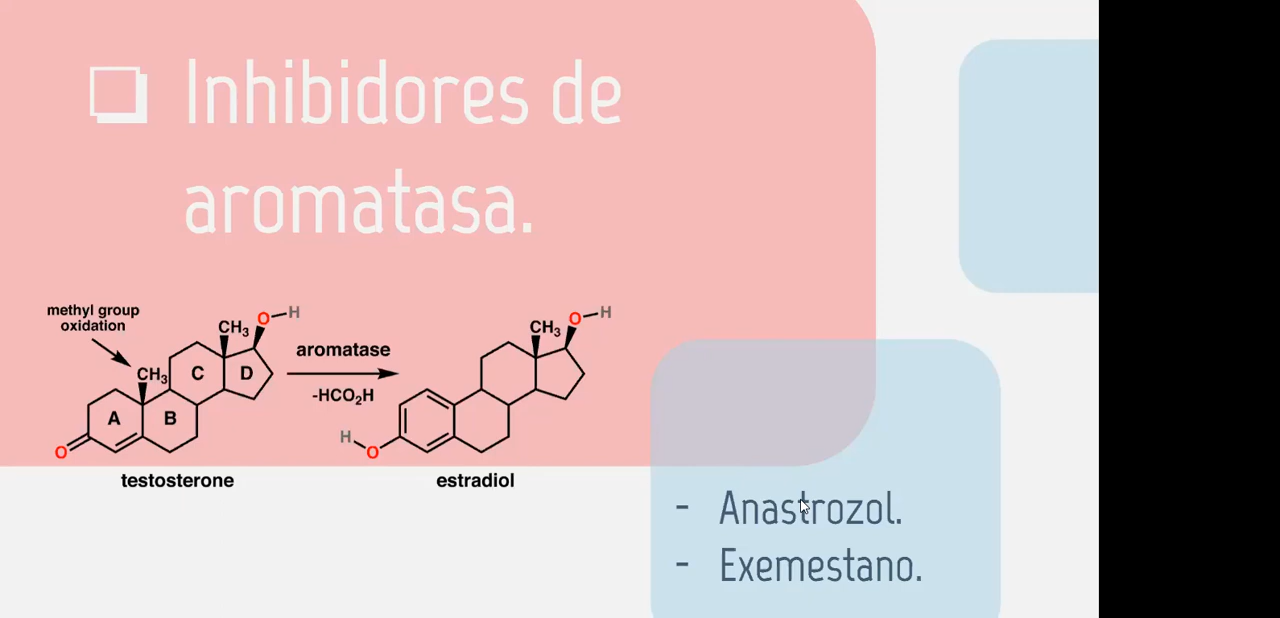 ❏ Inhibidores de
aromatasa.
methyl group
oxidation
CH3
O
H
CH3
A
B
C
D
O
testosterone
aromatase
-HCO2H
CH3
O
H
H
O
estradiol
- Anastrozol.
- Exemestano.